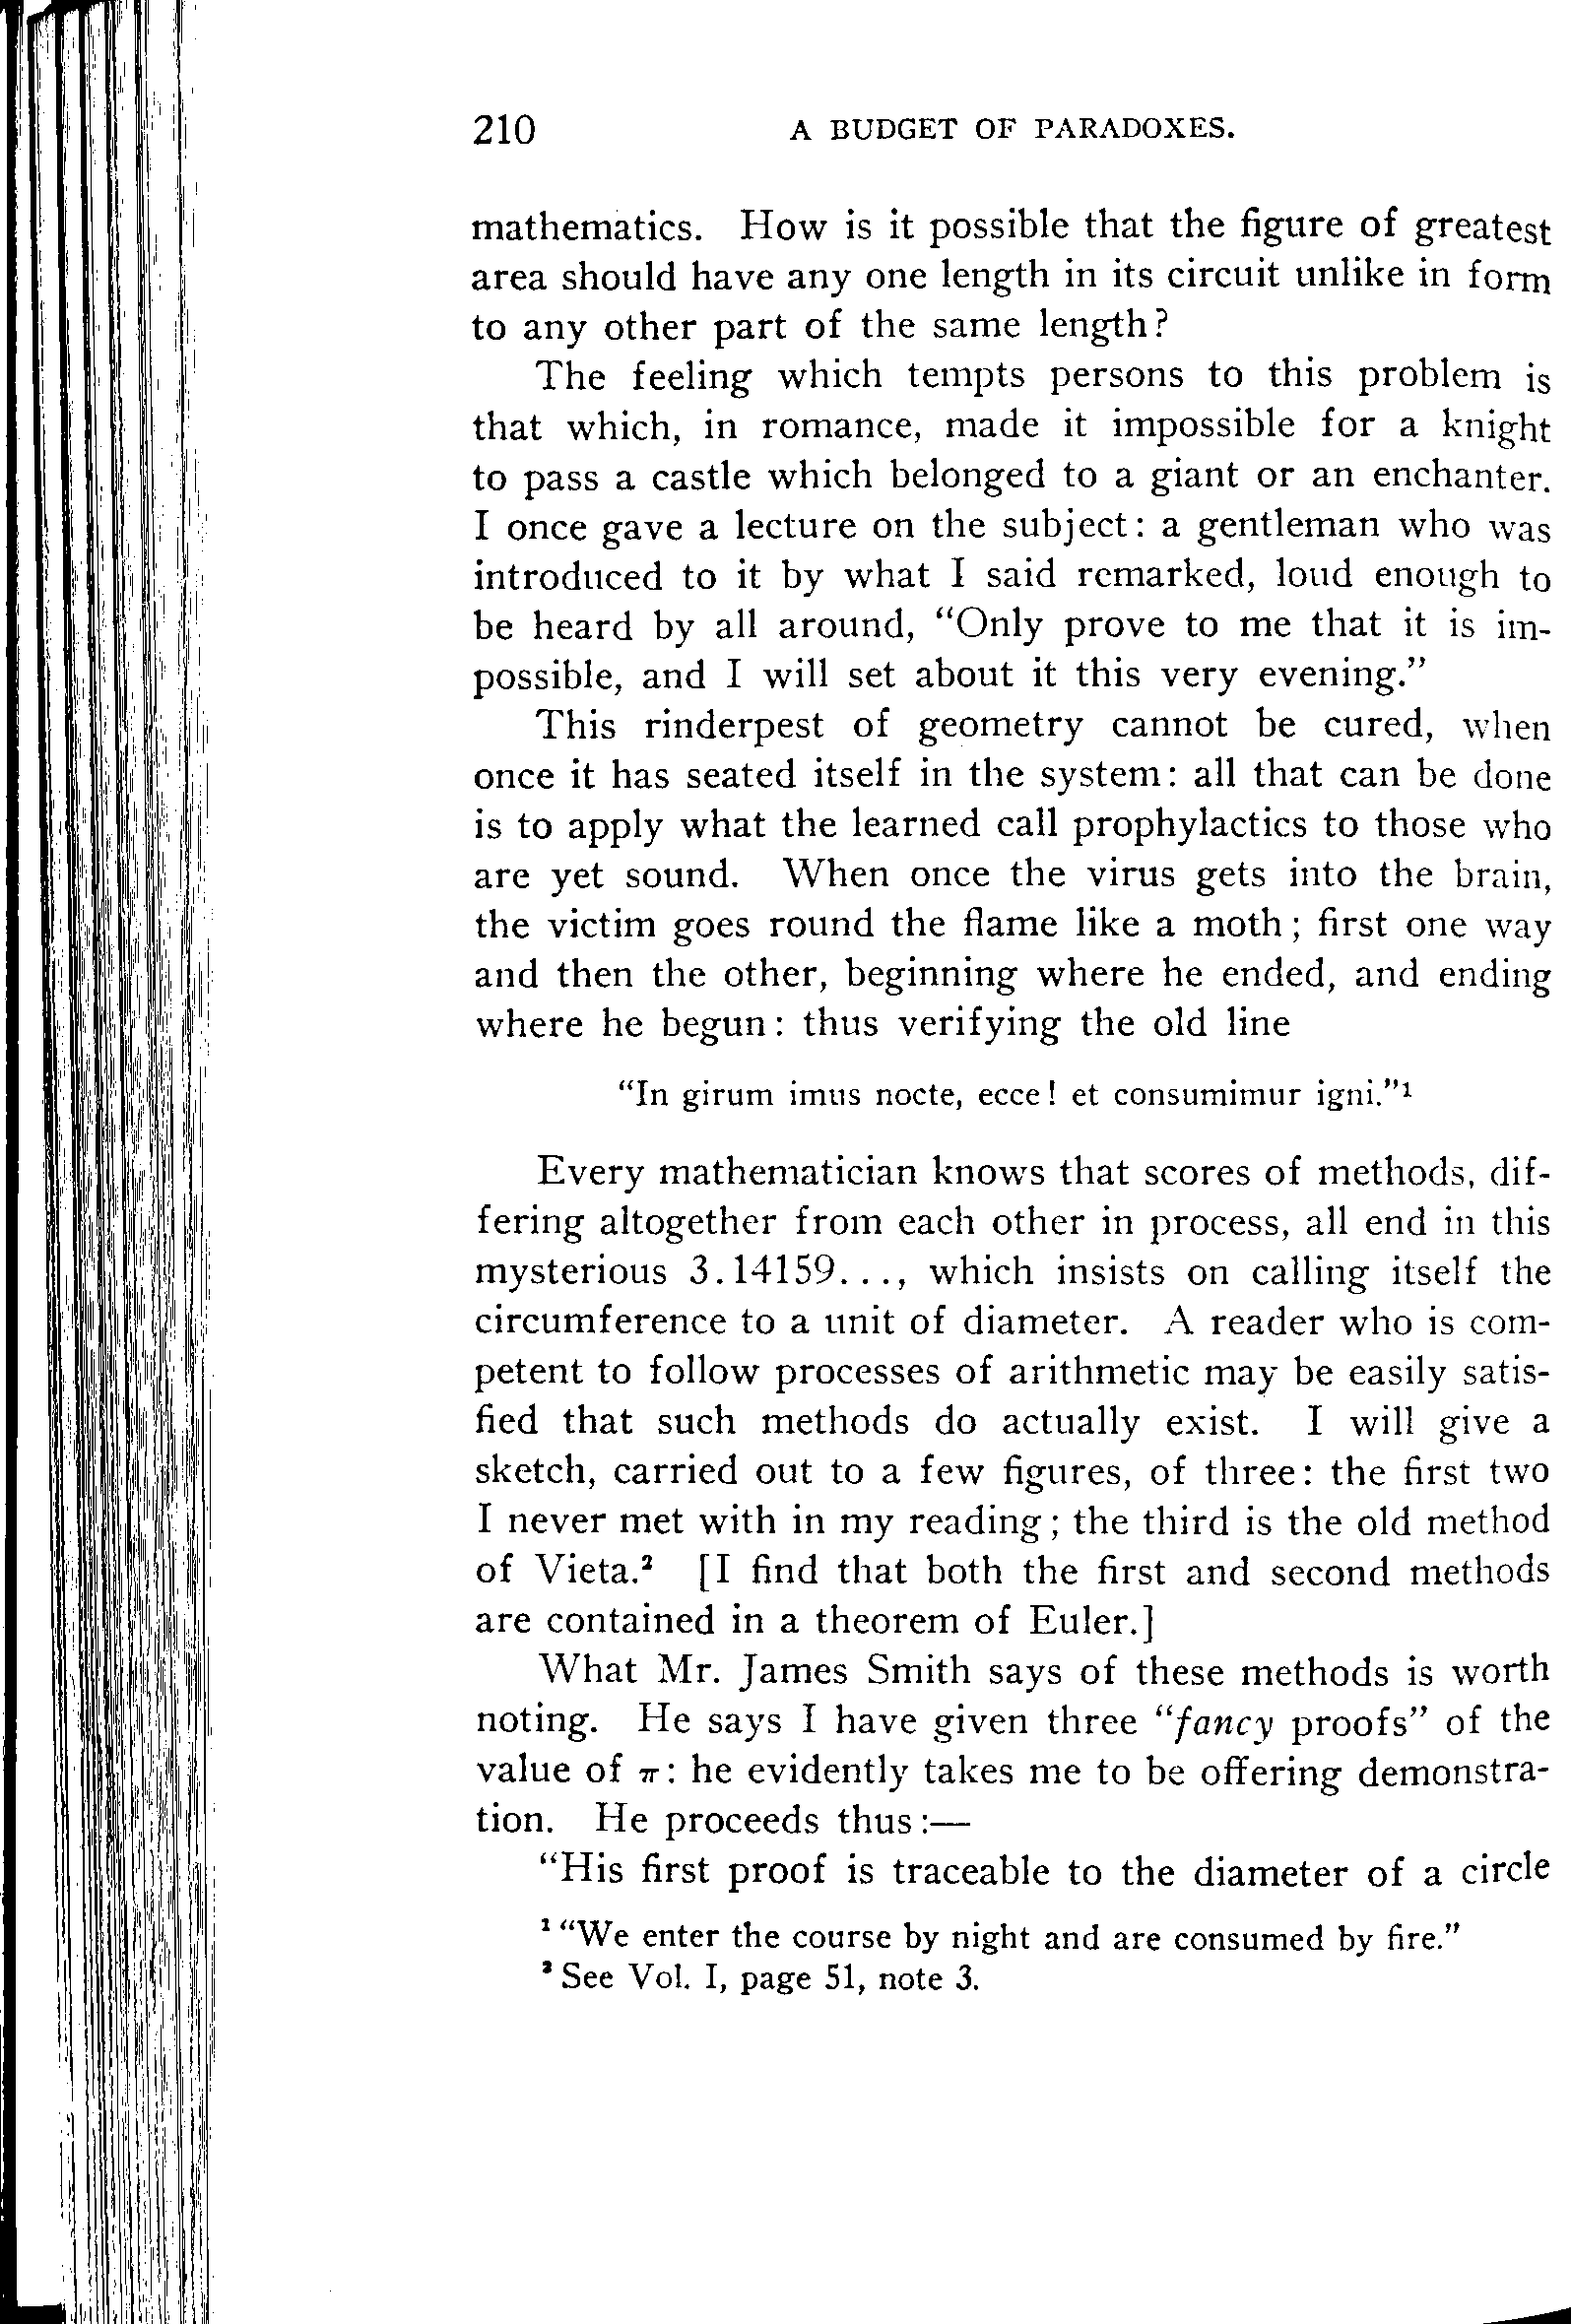 210 A BUDGET OF PARADOXES.
mathematics. How is it possible that the figure of greatest
area should have any one length in its circuit unlike in form
to any other part of the same length?
The feeling which tempts persons to this problem is
that which, in romance, made it impossible for a knight
to pass a castle which belonged to a giant or an enchanter.
I once gave a lecture on the subject: a gentleman who was
introduced to it by what I said remarked, loud enough to
be heard by all around, “Only prove to me that it is im-
possible, and I will set about it this very evening.”
This rinderpest of geometry cannot be cured, when
once it has seated itself in the system: all that can be done
is to apply what the learned call prophylactics to those who
are yet sound. When once the virus gets into the brain,
the victim goes round the flame like a moth; first one way
and then the other, beginning where he ended, and ending
where he begun: thus verifying the old line
“In girum imus nocte, ecce! et consumimur igni.”¹
Every mathematician knows that scores of methods, dif-
fering altogether from each other in process, all end in this
mysterious 3.14159..., which insists on calling itself the
circumference to a unit of diameter. A reader who is com-
petent to follow processes of arithmetic may be easily satis-
fied that such methods do actually exist. I will give a
sketch, carried out to a few figures, of three: the first two
I never met with in my reading; the third is the old method
of Vieta.² [I find that both the first and second methods
are contained in a theorem of Euler.]
What Mr. James Smith says of these methods is worth
noting. He says I have given three “fancy proofs” of the
value of π: he evidently takes me to be offering demonstra-
tion. He proceeds thus:—
“His first proof is traceable to the diameter of a circle
¹ “We enter the course by night and are consumed by fire.”
² See Vol. I, page 51, note 3.